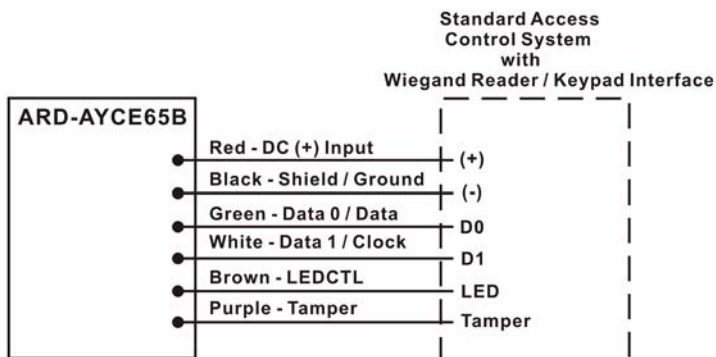 Standard Access
Control System
with
Wiegand Reader / Keypad Interface
ARD-AYCE65B
Red - DC (+) Input
(+)
Black - Shield / Ground
(-)
Green - Data 0 / Data
D0
White - Data 1 / Clock
D1
Brown - LEDCTL
LED
Purple - Tamper
Tamper